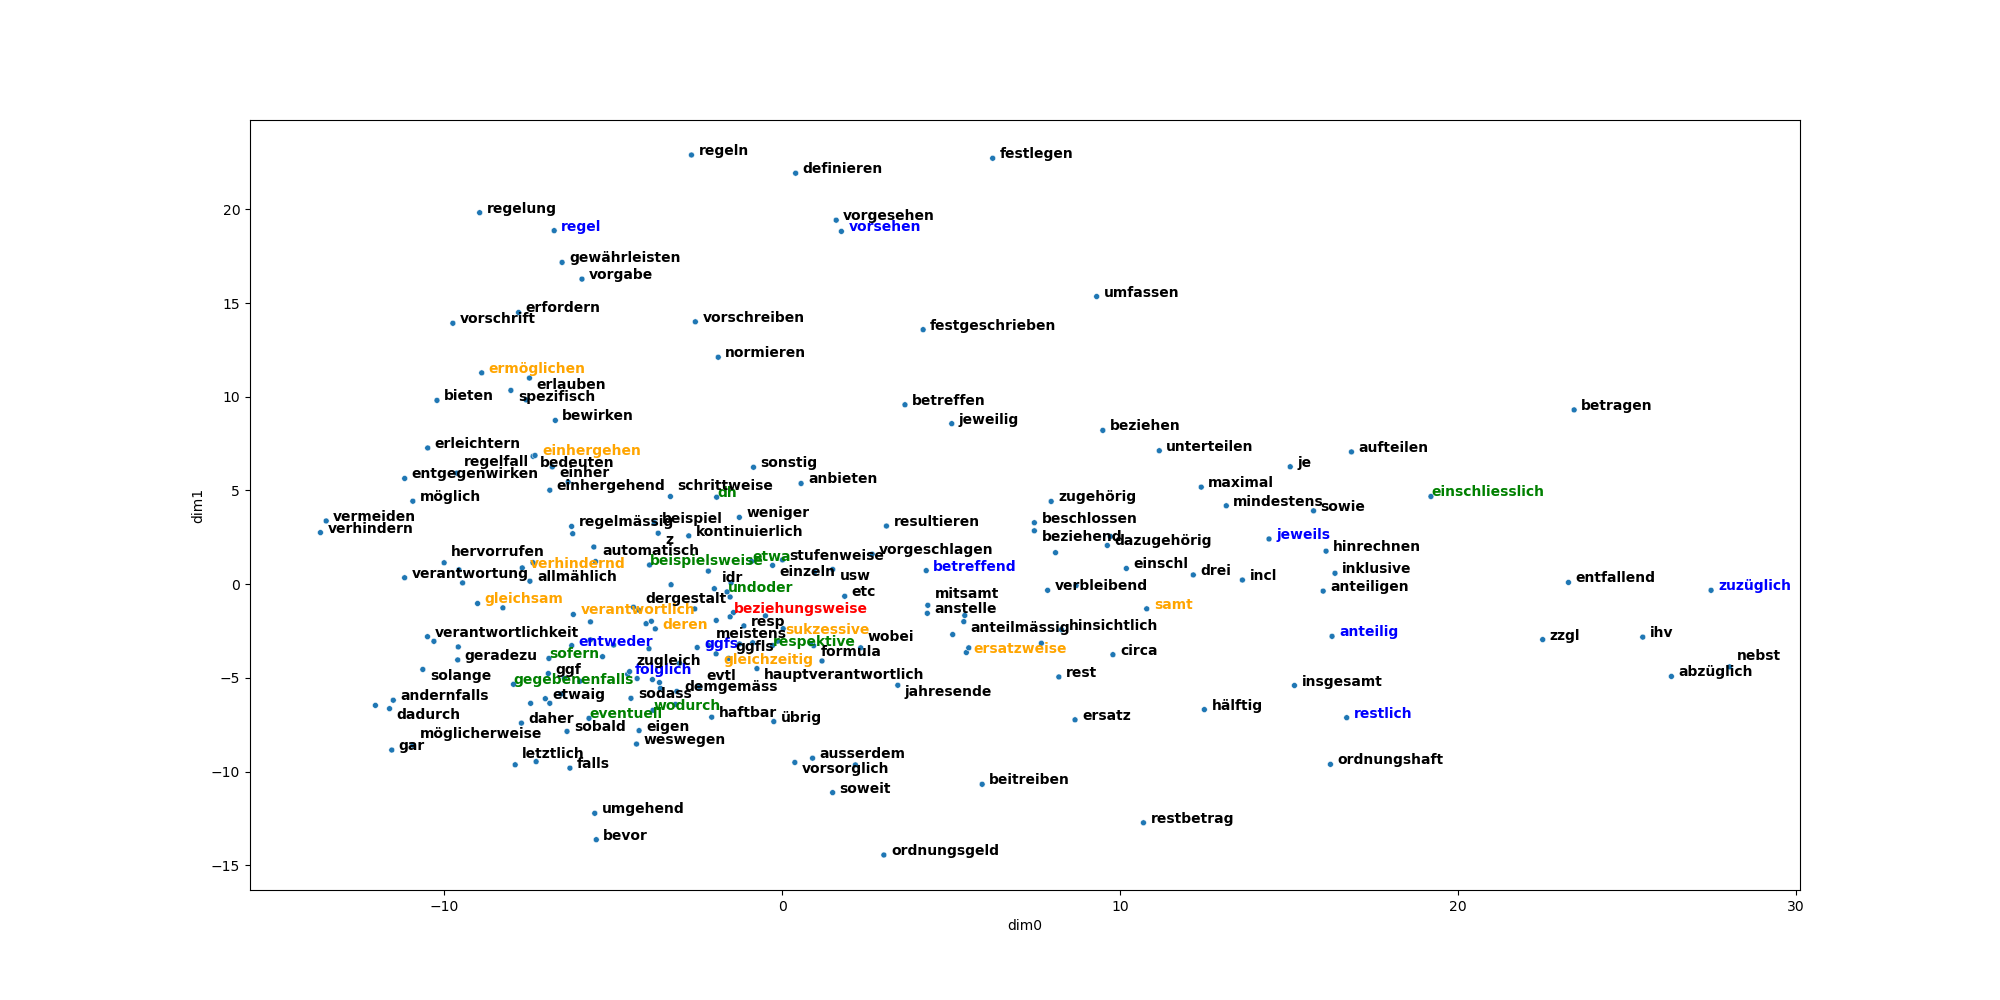 regeln
festlegen
definieren
regelung
vorgesehen
regel
vorsehen
gewährleisten
vorgabe
umfassen
erfordern
vorschrift
vorschreiben
festgeschrieben
normieren
ermöglichen
erlauben
bieten
spezifisch
betreffen
betragen
bewirken
jeweilig
beziehen
erleichtern
einhergehen
unterteilen
aufteilen
regelfall
bedeuten
sonstig
je
entgegenwirken
einher
anbieten
einhergehend
schrittweise
maximal
dh
einschliesslich
möglich
zugehörig
mindestens
sowie
vermeiden
regelmässig
beispiel
weniger
resultieren
beschlossen
verhindern
z
kontinuierlich
beziehend
dazugehörig
jeweils
hervorrufen
automatisch
beispielsweise
etwa
stufenweise
vorgeschlagen
hinrechnen
verhindernd
einzeln
betreffend
einschl
inklusive
verantwortung
allmählich
idr
usw
drei
incl
entfallend
undoder
etc
verbleibend
anteiligen
zuzüglich
gleichsam
dergestalt
mitsamt
verantwortlich
beziehungsweise
anstelle
samt
deren
resp
sukzessive
anteilmässig
hinsichtlich
verantwortlichkeit
meistens
wobei
anteilig
zzgl
ihv
entweder
ggfs
ggfls
respektive
ersatzweise
circa
geradezu
sofern
zugleich
gleichzeitig
formula
nebst
solange
ggf
folglich
evtl
hauptverantwortlich
rest
abzüglich
gegebenenfalls
demgemäss
jahresende
insgesamt
andernfalls
etwaig
sodass
wodurch
hälftig
dadurch
daher
eventuell
haftbar
übrig
ersatz
restlich
möglicherweise
sobald
eigen
gar
weswegen
letztlich
falls
ausserdem
vorsorglich
ordnungshaft
beitreiben
soweit
umgehend
restbetrag
bevor
ordnungsgeld
20
15
10
5
0
−5
−10
−15
dim1
−10
0
10
20
30
dim0